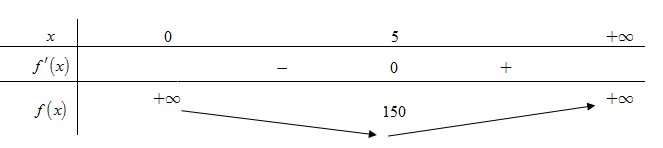 x 0 5 +∞
f′(x) − 0 +
f(x) +∞ 150 +∞